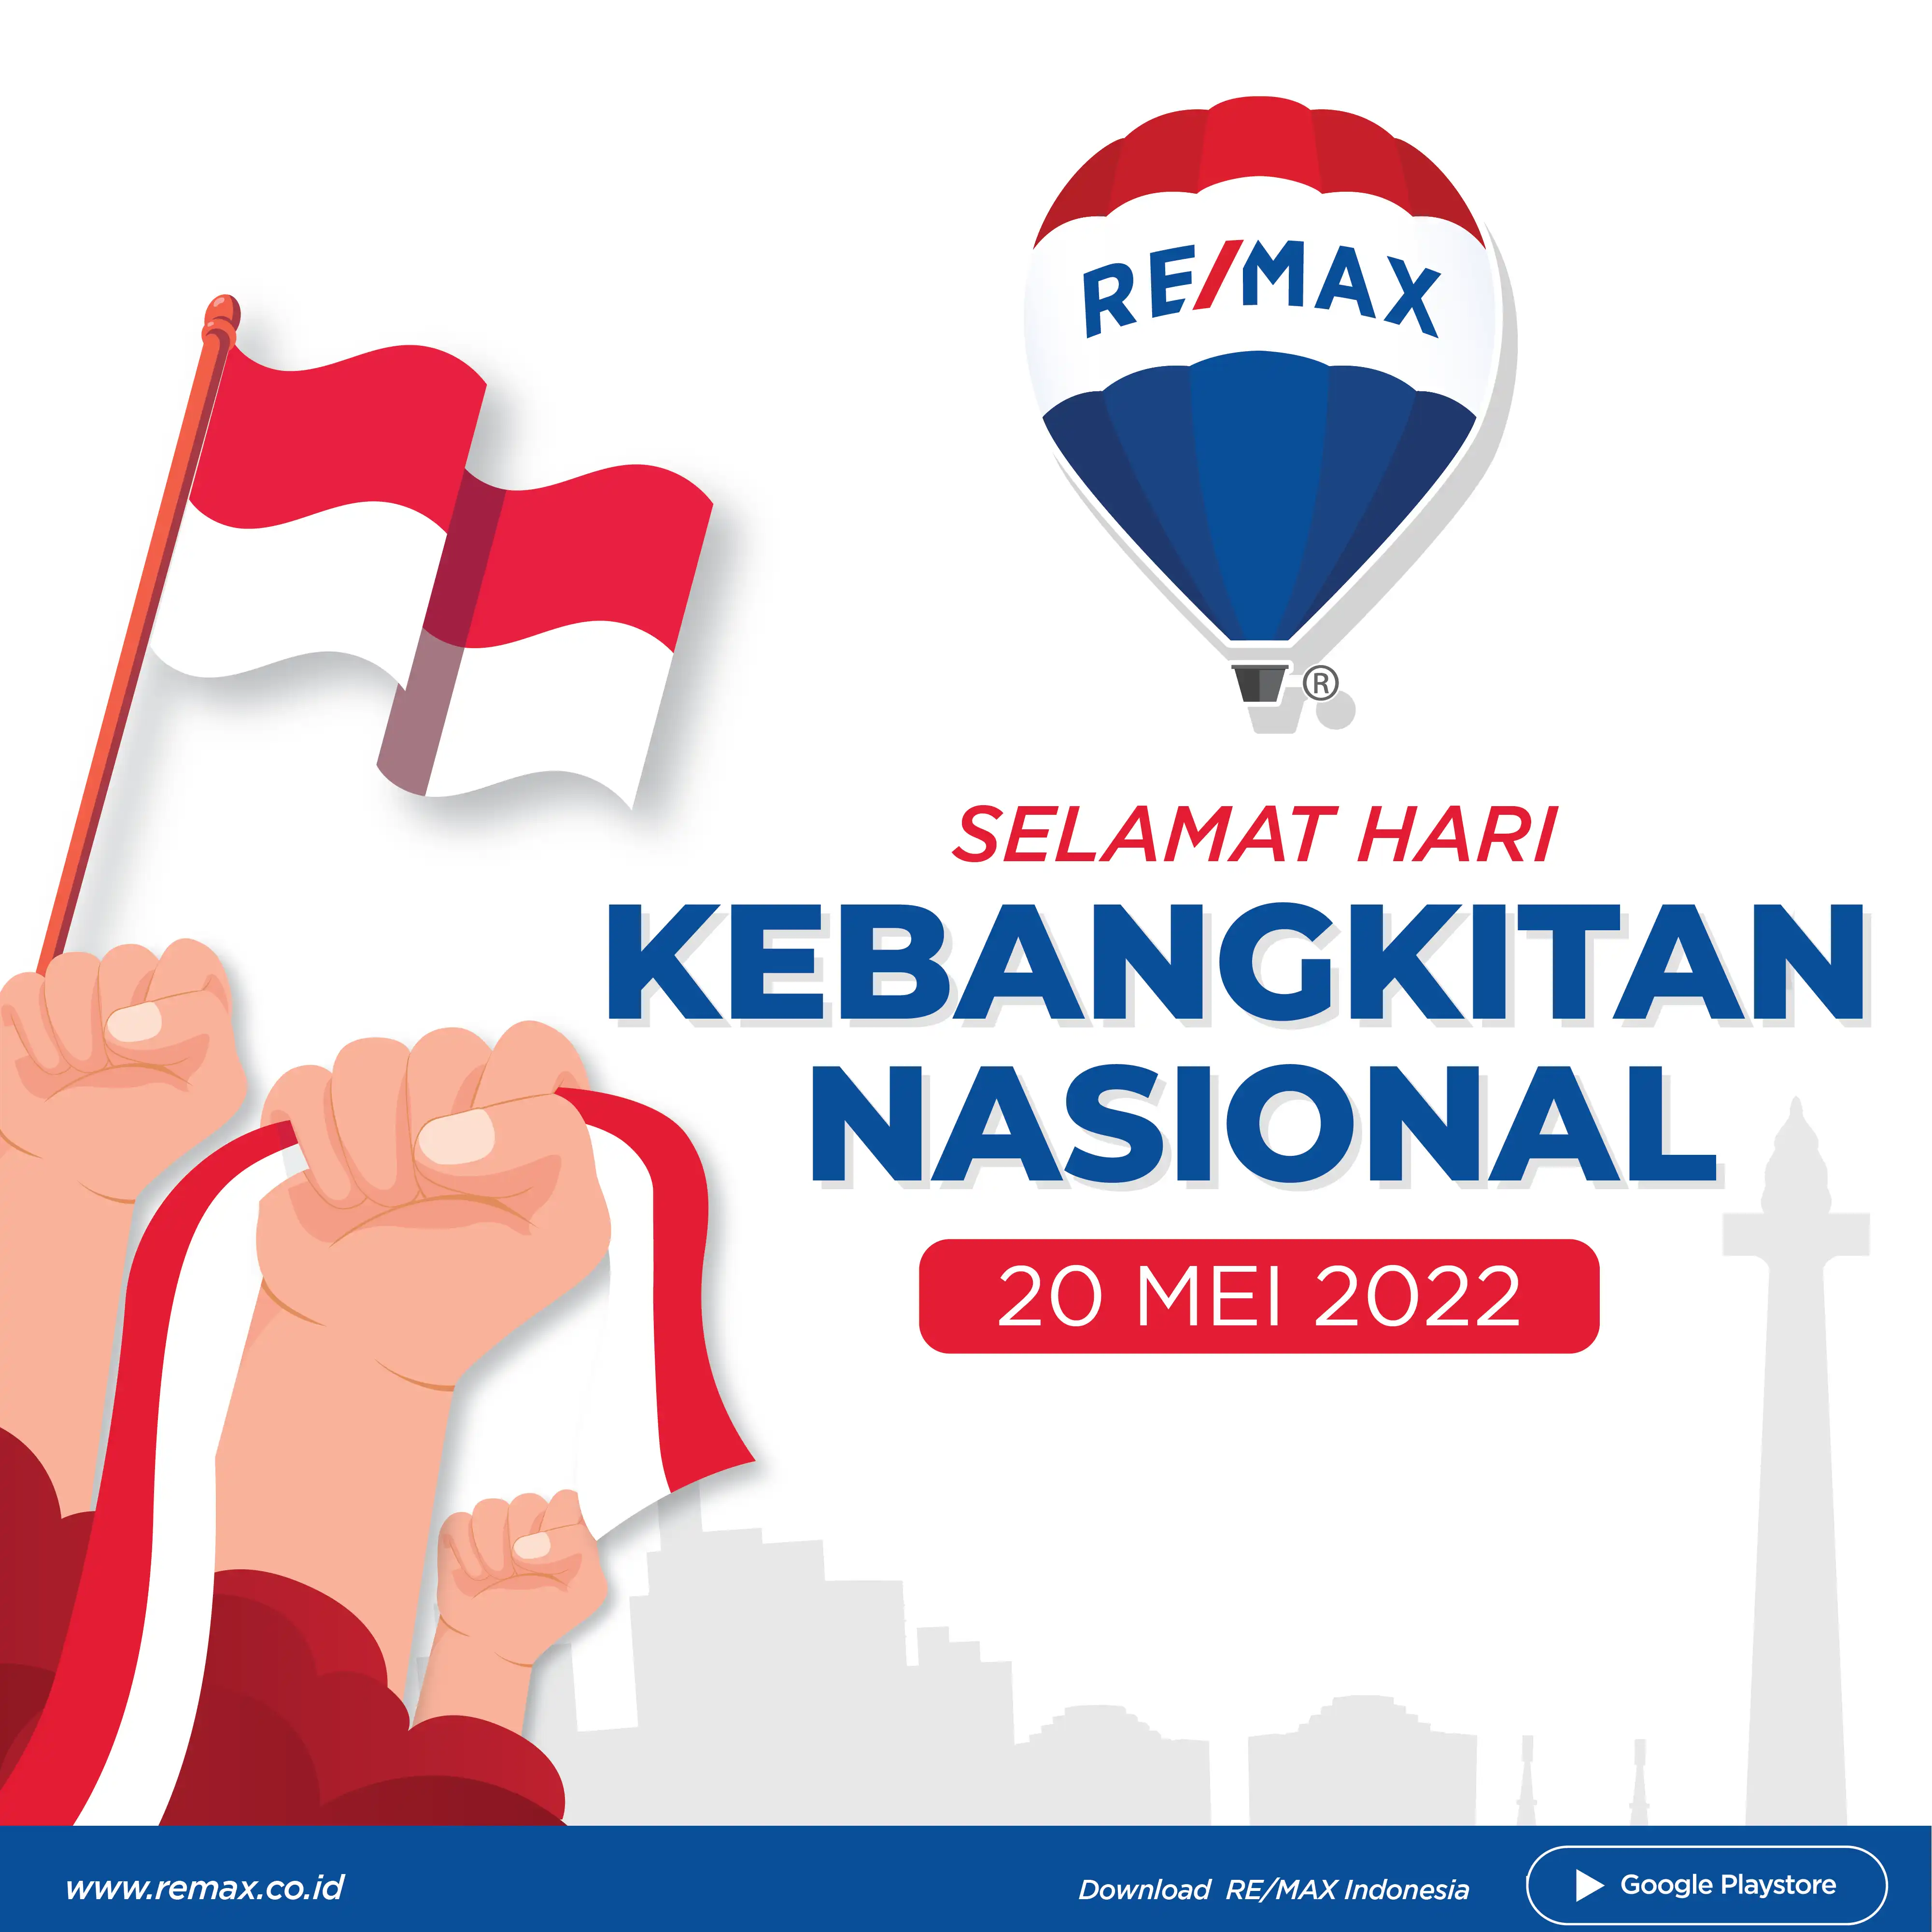 RE/MAX
®
SELAMAT HARI
KEBANGKITAN
NASIONAL
20 MEI 2022
www.remax.co.id
Download RE/MAX Indonesia
Google Playstore